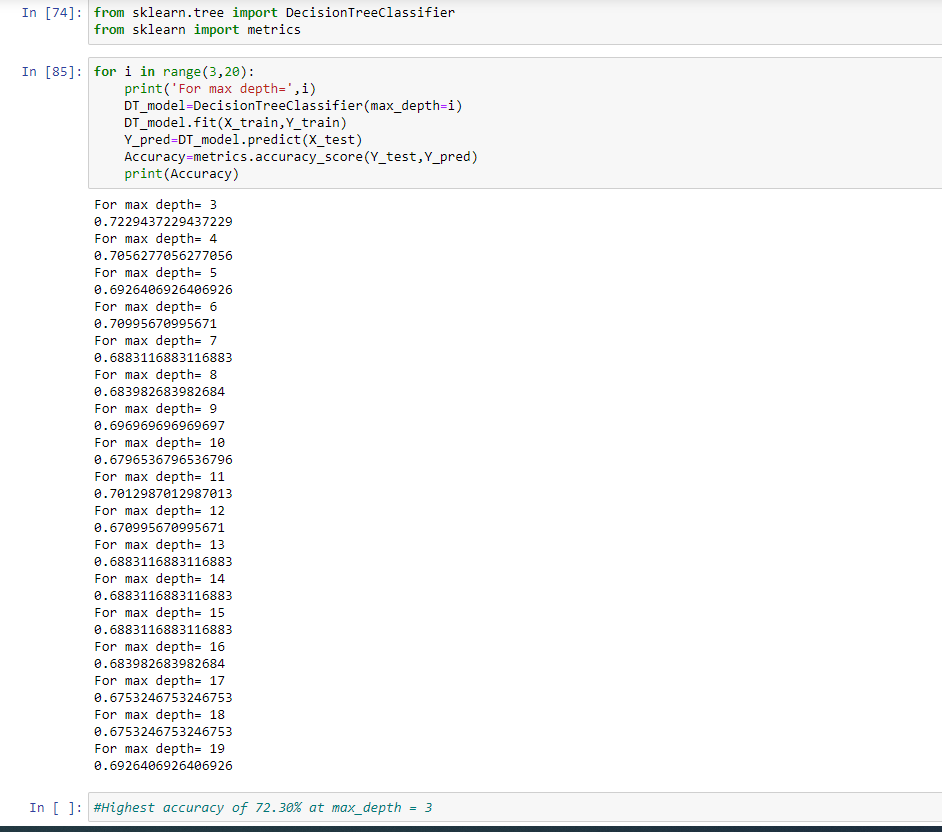 In [74]: from sklearn.tree import DecisionTreeClassifier
from sklearn import metrics
In [85]: for i in range(3,20):
    print('For max depth=',i)
    DT_model=DecisionTreeClassifier(max_depth=i)
    DT_model.fit(X_train,Y_train)
    Y_pred=DT_model.predict(X_test)
    Accuracy=metrics.accuracy_score(Y_test,Y_pred)
    print(Accuracy)
For max depth= 3
0.7229437229437229
For max depth= 4
0.7056277056277056
For max depth= 5
0.6926406926406926
For max depth= 6
0.70995670995671
For max depth= 7
0.6883116883116883
For max depth= 8
0.683982683982684
For max depth= 9
0.696969696969697
For max depth= 10
0.6796536796536796
For max depth= 11
0.7012987012987013
For max depth= 12
0.670995670995671
For max depth= 13
0.6883116883116883
For max depth= 14
0.6883116883116883
For max depth= 15
0.6883116883116883
For max depth= 16
0.683982683982684
For max depth= 17
0.6753246753246753
For max depth= 18
0.6753246753246753
For max depth= 19
0.6926406926406926
In [ ]: #Highest accuracy of 72.30% at max_depth = 3